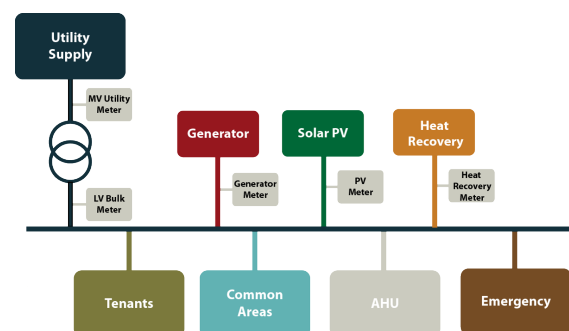 Utility
Supply
MV Utility
Meter
Generator
Solar PV
Heat
Recovery
LV Bulk
Meter
Generator
Meter
PV
Meter
Heat
Recovery
Meter
Tenants
Common
Areas
AHU
Emergency